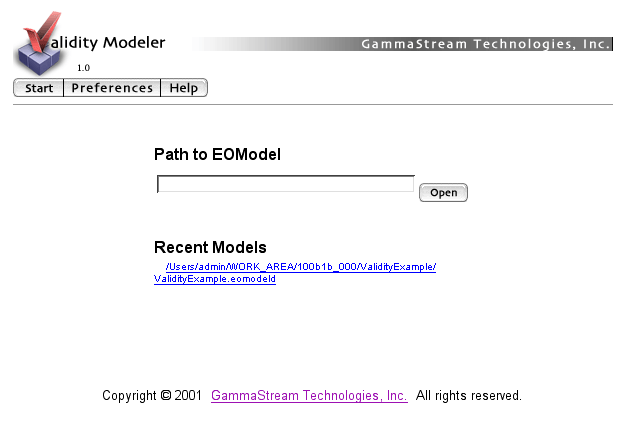 Validity Modeler
GammaStream Technologies, Inc.
1.0
Start Preferences Help
Path to EOModel
Open
Recent Models
/Users/admin/WORK_AREA/100b1b_000/ValidityExample/
ValidityExample.eomodeld
Copyright © 2001 GammaStream Technologies, Inc. All rights reserved.